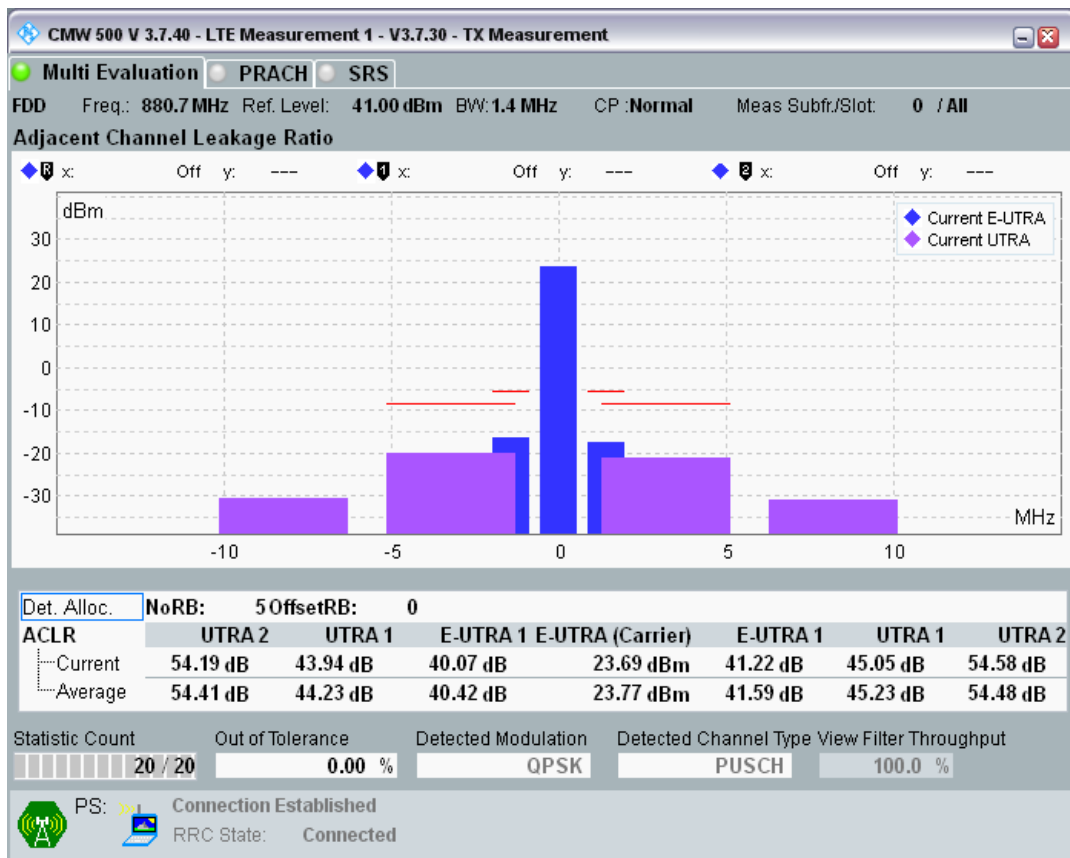 CMW 500 V 3.7.40 - LTE Measurement 1 - V3.7.30 - TX Measurement
Multi Evaluation PRACH SRS
FDD Freq.: 880.7 MHz Ref. Level: 41.00 dBm BW: 1.4 MHz CP :Normal Meas Subfr./Slot: 0 / All
Adjacent Channel Leakage Ratio
R x: Off y: --- 1 x: Off y: --- 2 x: Off y: ---
dBm
Current E-UTRA
Current UTRA
30
20
10
0
-10
-20
-30
MHz
-10 -5 0 5 10
Det. Alloc. NoRB: 5 OffsetRB: 0
ACLR UTRA 2 UTRA 1 E-UTRA 1 E-UTRA (Carrier) E-UTRA 1 UTRA 1 UTRA 2
Current 54.19 dB 43.94 dB 40.07 dB 23.69 dBm 41.22 dB 45.05 dB 54.58 dB
Average 54.41 dB 44.23 dB 40.42 dB 23.77 dBm 41.59 dB 45.23 dB 54.48 dB
Statistic Count Out of Tolerance Detected Modulation Detected Channel Type View Filter Throughput
20 / 20 0.00 % QPSK PUSCH 100.0 %
PS: Connection Established
RRC State: Connected